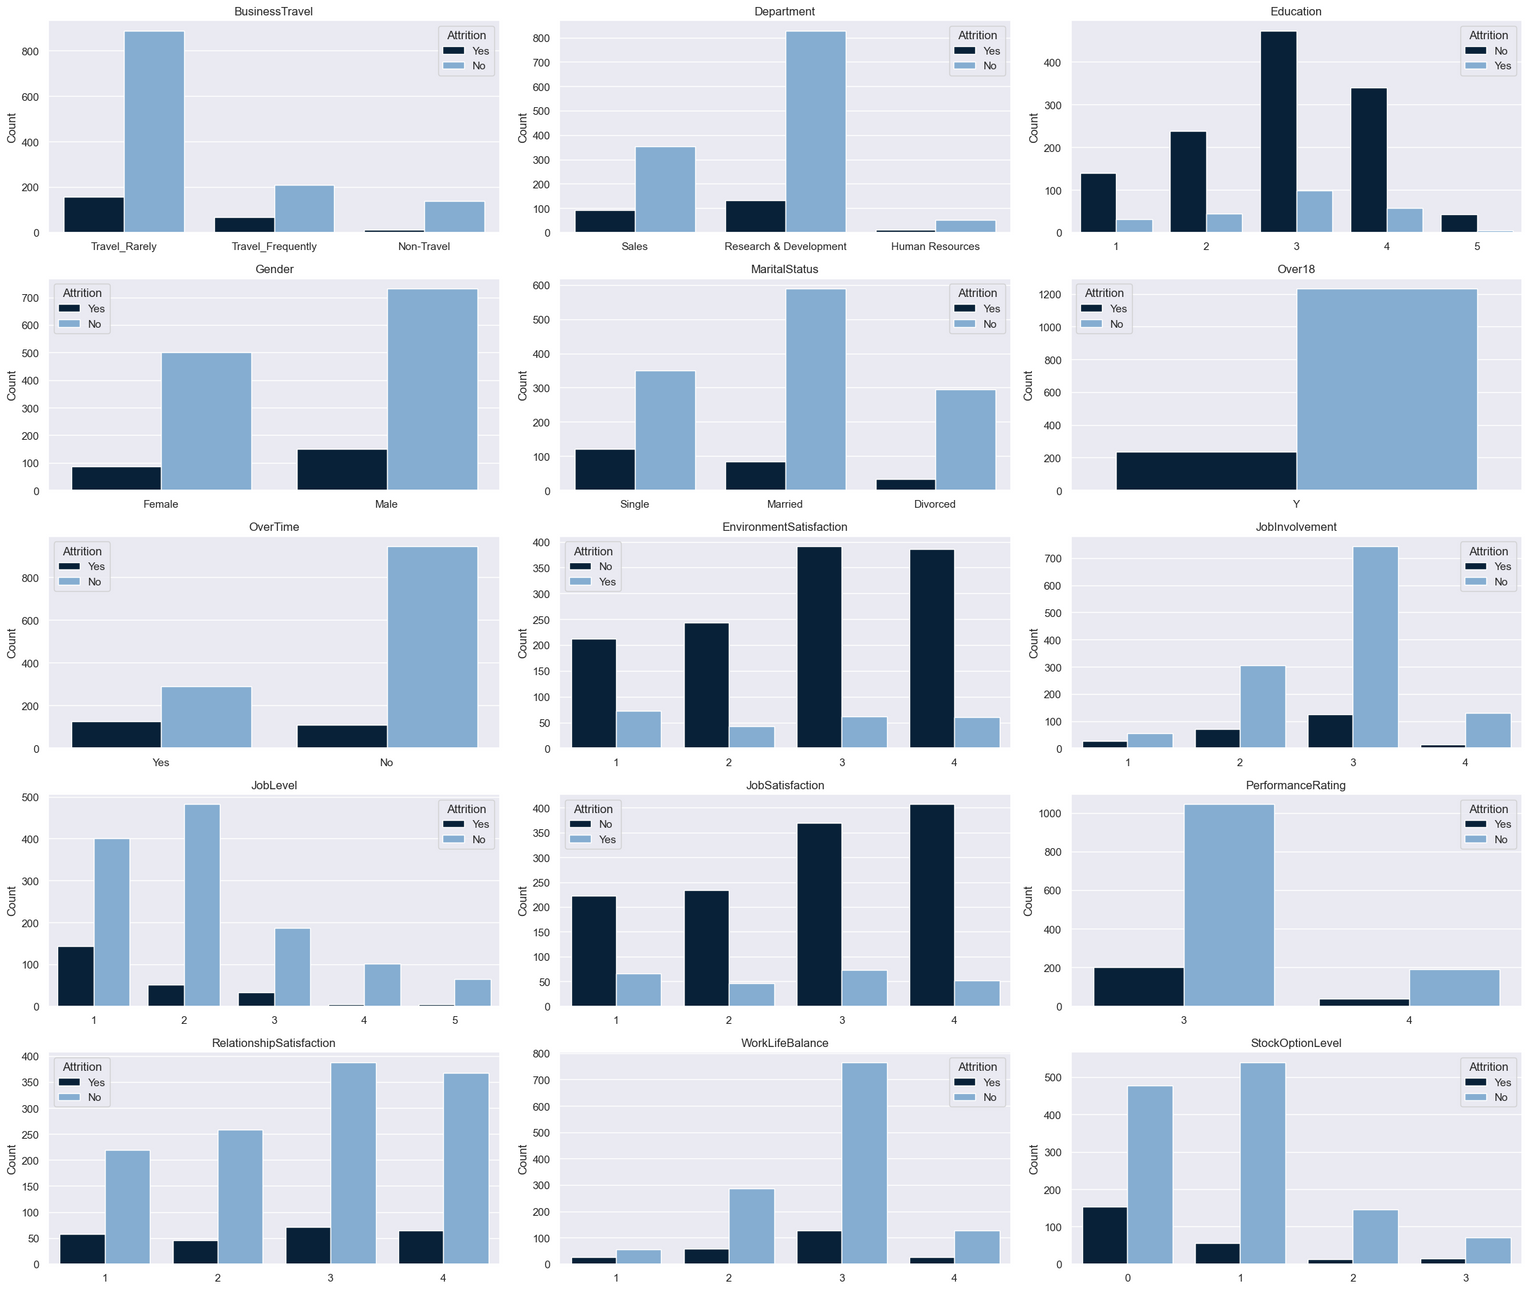 BusinessTravel
Attrition
Yes
No
Count
800
600
400
200
0
Travel_Rarely Travel_Frequently Non-Travel
Department
Attrition
Yes
No
Count
800
700
600
500
400
300
200
100
0
Sales Research & Development Human Resources
Education
Attrition
No
Yes
Count
400
300
200
100
0
1 2 3 4 5
Gender
Attrition
Yes
No
Count
700
600
500
400
300
200
100
0
Female Male
MaritalStatus
Attrition
Yes
No
Count
600
500
400
300
200
100
0
Single Married Divorced
Over18
Attrition
Yes
No
Count
1200
1000
800
600
400
200
0
Y
OverTime
Attrition
Yes
No
Count
800
600
400
200
0
Yes No
EnvironmentSatisfaction
Attrition
No
Yes
Count
400
350
300
250
200
150
100
50
0
1 2 3 4
JobInvolvement
Attrition
Yes
No
Count
700
600
500
400
300
200
100
0
1 2 3 4
JobLevel
Attrition
Yes
No
Count
500
400
300
200
100
0
1 2 3 4 5
JobSatisfaction
Attrition
No
Yes
Count
400
350
300
250
200
150
100
50
0
1 2 3 4
PerformanceRating
Attrition
Yes
No
Count
1000
800
600
400
200
0
3 4
RelationshipSatisfaction
Attrition
Yes
No
Count
400
350
300
250
200
150
100
50
0
1 2 3 4
WorkLifeBalance
Attrition
Yes
No
Count
800
700
600
500
400
300
200
100
0
1 2 3 4
StockOptionLevel
Attrition
Yes
No
Count
500
400
300
200
100
0
0 1 2 3